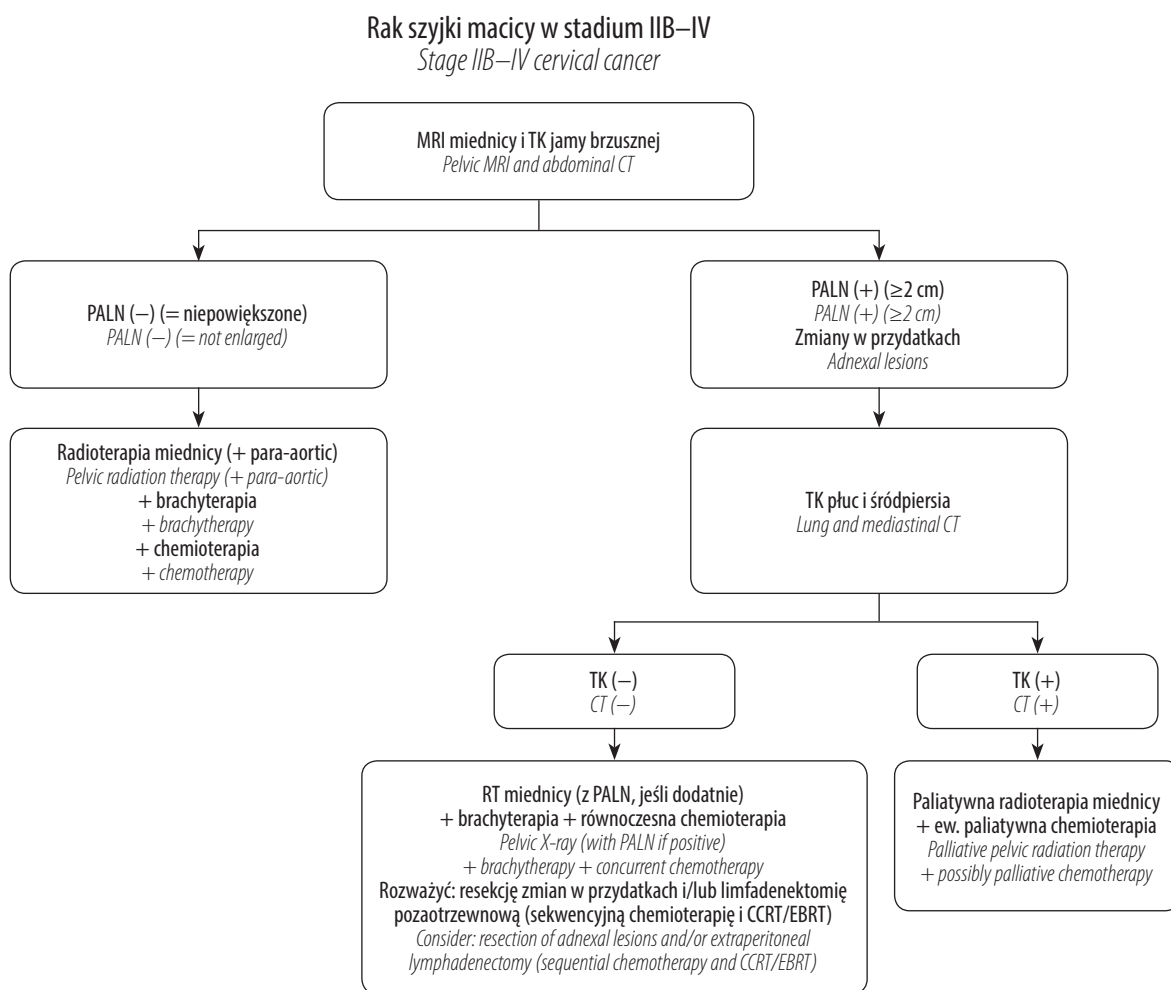 Rak szyjki macicy w stadium IIB–IV
Stage IIB–IV cervical cancer
MRI miednicy i TK jamy brzusznej
Pelvic MRI and abdominal CT
PALN (−) (= niepowiększone)
PALN (−) (= not enlarged)
PALN (+) (≥2 cm)
PALN (+) (≥2 cm)
Zmiany w przydatkach
Adnexal lesions
Radioterapia miednicy (+ para-aortic)
Pelvic radiation therapy (+ para-aortic)
+ brachyterapia
+ brachytherapy
+ chemioterapia
+ chemotherapy
TK płuc i śródpiersia
Lung and mediastinal CT
TK (−)
CT (−)
TK (+)
CT (+)
RT miednicy (z PALN, jeśli dodatnie)
+ brachyterapia + równoczesna chemioterapia
Pelvic X-ray (with PALN if positive)
+ brachytherapy + concurrent chemotherapy
Rozważyć: resekcję zmian w przydatkach i/lub limfadenektomię
pozaotrzewnową (sekwencyjną chemioterapię i CCRT/EBRT)
Consider: resection of adnexal lesions and/or extraperitoneal
lymphadenectomy (sequential chemotherapy and CCRT/EBRT)
Paliatywna radioterapia miednicy
+ ew. paliatywna chemioterapia
Palliative pelvic radiation therapy
+ possibly palliative chemotherapy